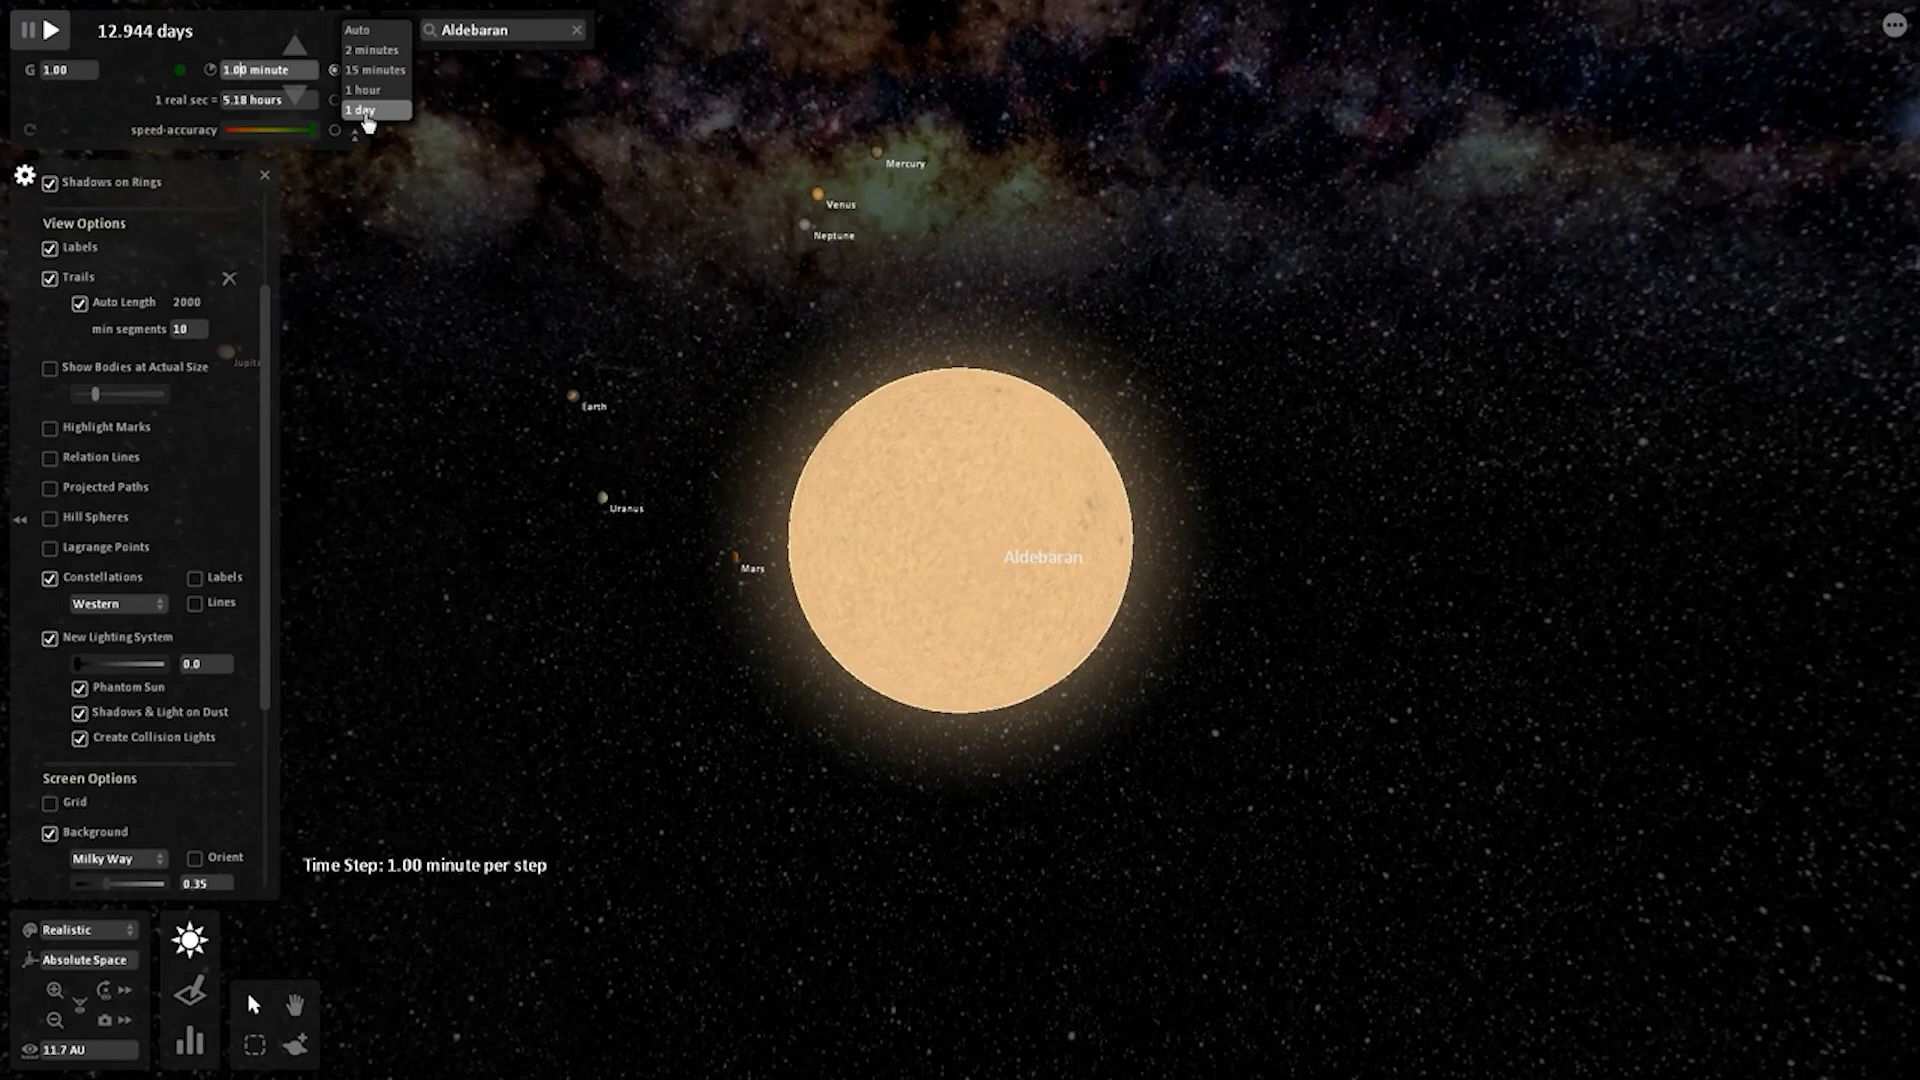 12.944 days
Auto
2 minutes
15 minutes
1 hour
1 day
Aldebaran
G 1.00
1.00 minute
1 real sec = 5.18 hours
speed-accuracy
Shadows on Rings
View Options
Labels
Trails
Auto Length 2000
min segments 10
Show Bodies at Actual Size
Highlight Marks
Relation Lines
Projected Paths
Hill Spheres
Lagrange Points
Constellations Labels
Western Lines
New Lighting System
0.0
Phantom Sun
Shadows & Light on Dust
Create Collision Lights
Screen Options
Grid
Background
Milky Way Orient
0.35
Mercury
Venus
Neptune
Earth
Uranus
Mars
Aldebaran
Time Step: 1.00 minute per step
Realistic
Absolute Space
11.7 AU